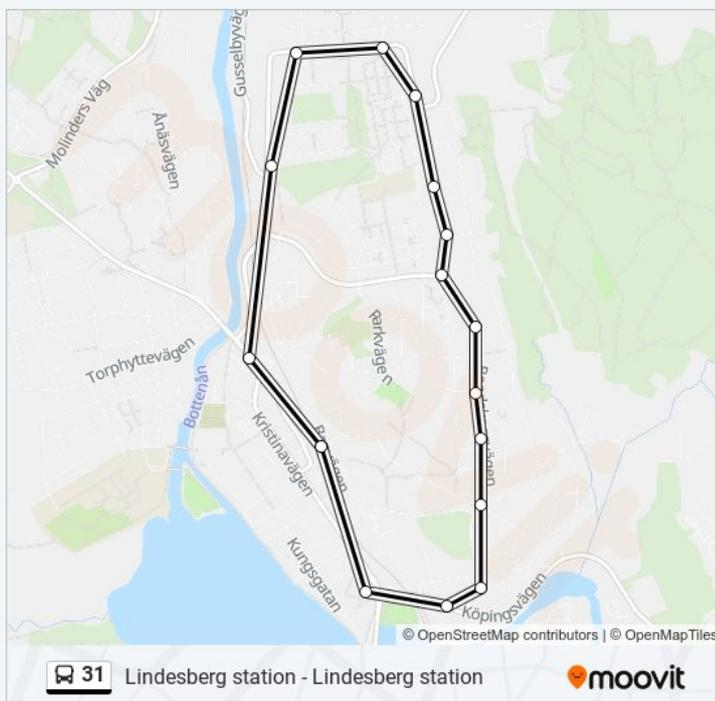 Gusselbyväg
Molinders Väg
Ånäsvägen
Parkvägen
Torphyttevägen
Bottenån
Kristinavägen
Kungsgatan
Köpingsvägen
© OpenStreetMap contributors | © OpenMapTiles
31 Lindesberg station - Lindesberg station moovit